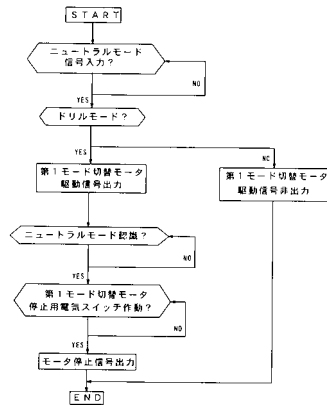 START
ニュートラルモード
信号入力?
NO
YES
ドリルモード?
YES
NO
第1モード切替モータ
駆動信号出力
第1モード切替モータ
駆動信号非出力
ニュートラルモード認識?
NO
YES
第1モード切替モータ
停止用電気スイッチ作動?
NO
YES
モータ停止信号出力
END